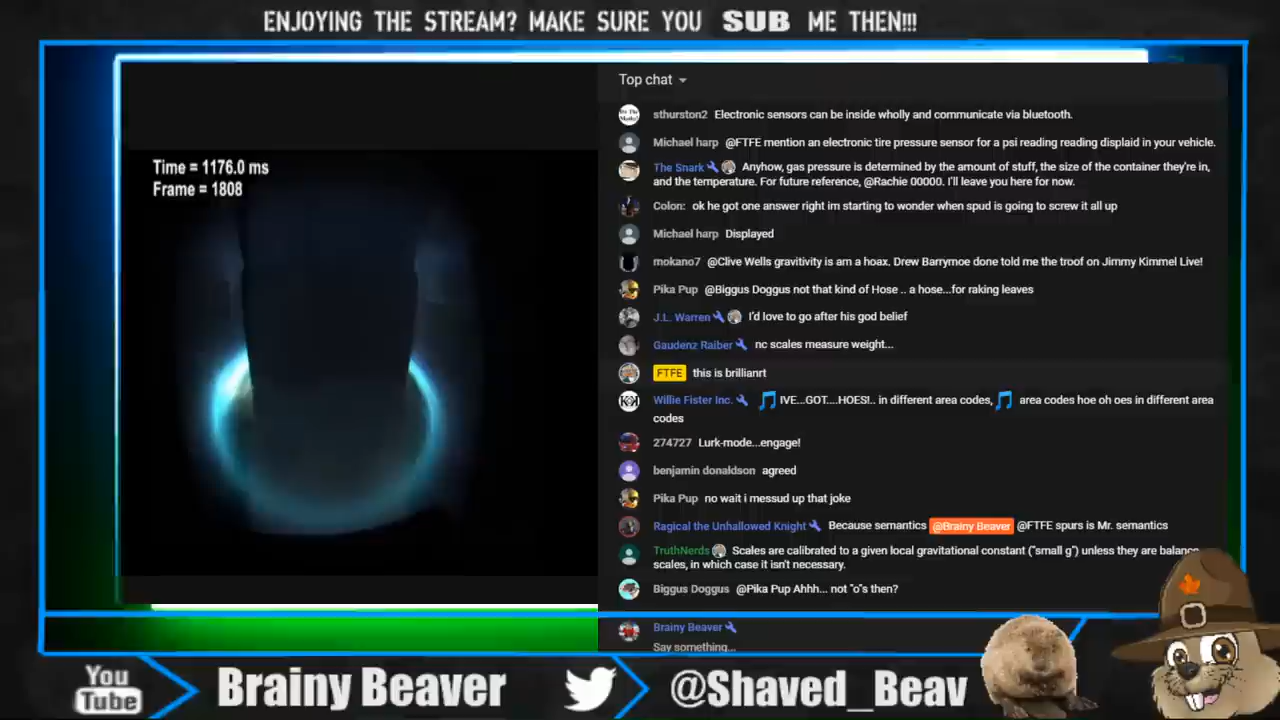 ENJOYING THE STREAM? MAKE SURE YOU SUB ME THEN!!!
Top chat
Time = 1176.0 ms
Frame = 1808
sthurston2 Electronic sensors can be inside wholly and communicate via bluetooth.
Michael harp @FTFE mention an electronic tire pressure sensor for a psi reading reading displaid in your vehicle.
The Snark Anyhow, gas pressure is determined by the amount of stuff, the size of the container they're in,
and the temperature. For future reference, @Rachie 00000. I'll leave you here for now.
Colon: ok he got one answer right im starting to wonder when spud is going to screw it all up
Michael harp Displayed
mokano7 @Clive Wells gravitivity is am a hoax. Drew Barrymoe done told me the troof on Jimmy Kimmel Live!
Pika Pup @Biggus Doggus not that kind of Hose .. a hose...for raking leaves
J.L. Warren I'd love to go after his god belief
Gaudenz Raiber nc scales measure weight...
FTFE this is brillianrt
Willie Fister Inc. IVE...GOT....HOES!.. in different area codes, area codes hoe oh oes in different area
codes
274727 Lurk-mode...engage!
benjamin donaldson agreed
Pika Pup no wait i messud up that joke
Ragical the Unhallowed Knight Because semantics @Brainy Beaver @FTFE spurs is Mr. semantics
TruthNerds Scales are calibrated to a given local gravitational constant ("small g") unless they are balance
scales, in which case it isn't necessary.
Biggus Doggus @Pika Pup Ahhh... not "o"s then?
Brainy Beaver
Say something...
You
Tube
Brainy Beaver
@Shaved_Beav